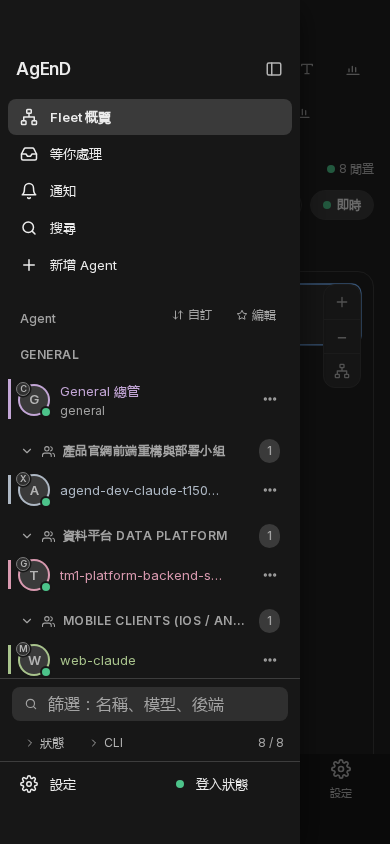 AgEnD
Fleet 概覽
等你處理
通知
搜尋
新增 Agent
8 閒置
即時
Agent
自訂
編輯
GENERAL
C
G
General 總管
general
產品官網前端重構與部署小組
1
X
A
agend-dev-claude-t150…
資料平台 DATA PLATFORM
1
G
T
tm1-platform-backend-s…
MOBILE CLIENTS (IOS / AN…
1
M
W
web-claude
篩選：名稱、模型、後端
狀態
CLI
8 / 8
設定
登入狀態
設定